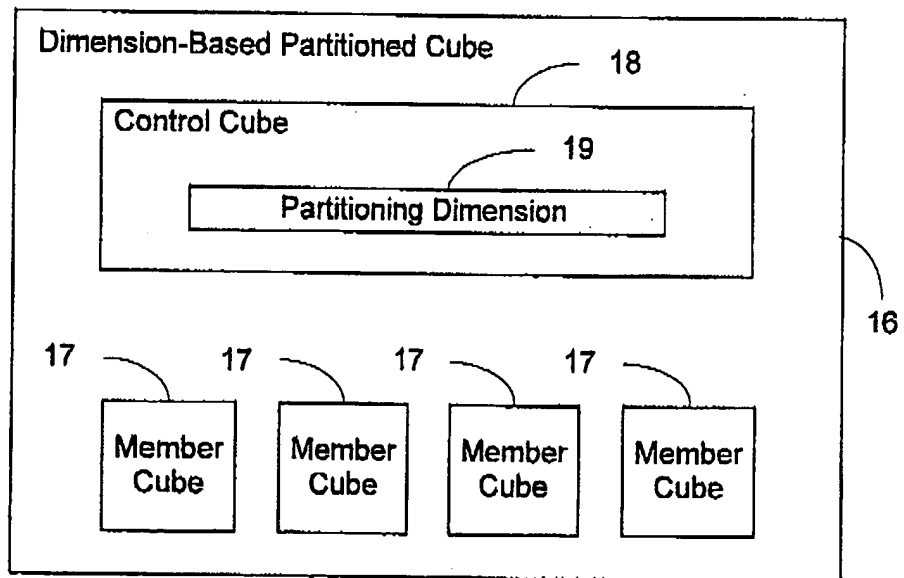 Dimension-Based Partitioned Cube
18
Control Cube
19
Partitioning Dimension
16
17 17 17 17
Member Cube
Member Cube
Member Cube
Member Cube